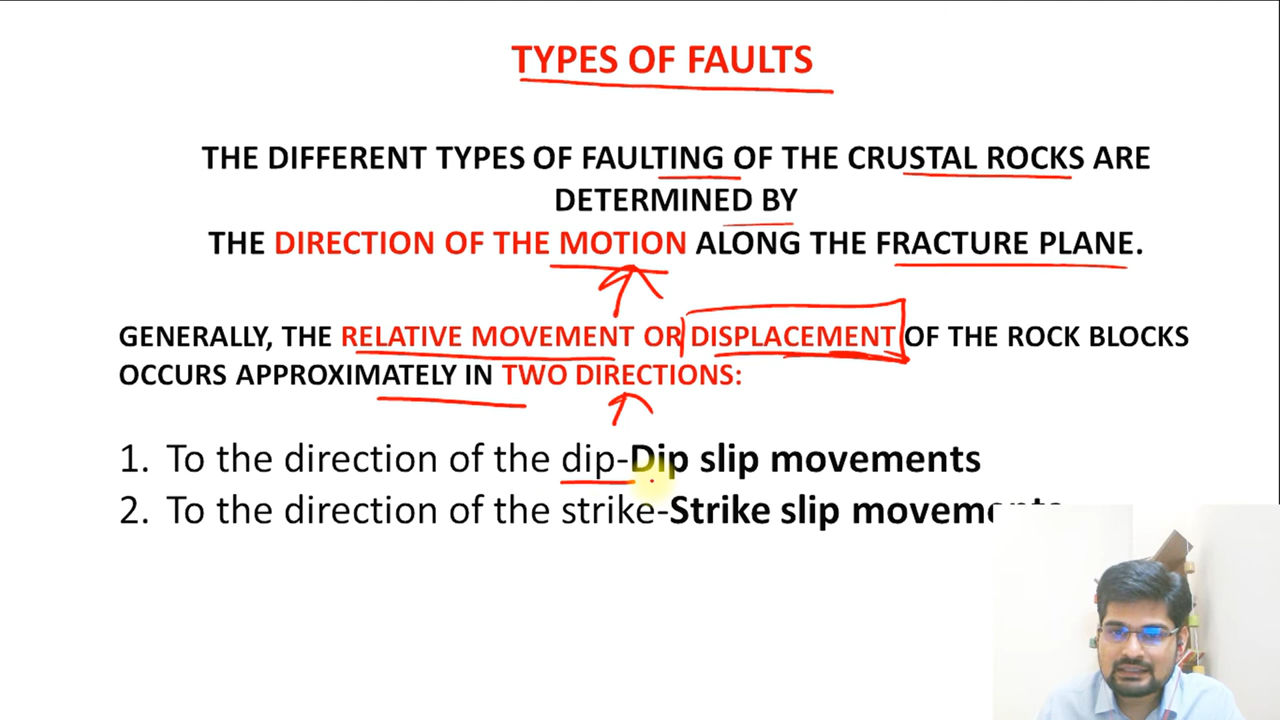 TYPES OF FAULTS
THE DIFFERENT TYPES OF FAULTING OF THE CRUSTAL ROCKS ARE
DETERMINED BY
THE DIRECTION OF THE MOTION ALONG THE FRACTURE PLANE.
GENERALLY, THE RELATIVE MOVEMENT OR DISPLACEMENT OF THE ROCK BLOCKS
OCCURS APPROXIMATELY IN TWO DIRECTIONS:
1. To the direction of the dip-Dip slip movements
2. To the direction of the strike-Strike slip movements